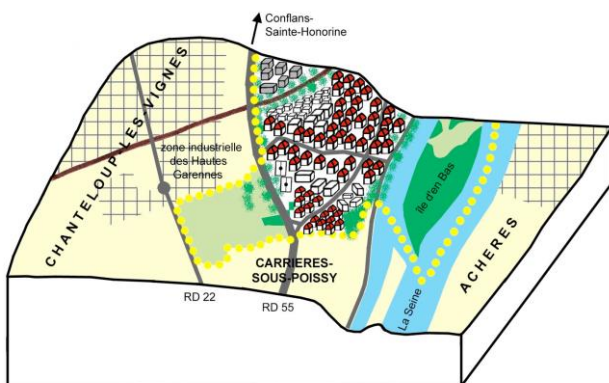 Conflans-
Sainte-Honorine
CHANTELOUP-LES-VIGNES
zone industrielle
des Hautes
Garennes
île d'en Bas
CARRIERES-
SOUS-POISSY
ACHERES
La Seine
RD 22
RD 55